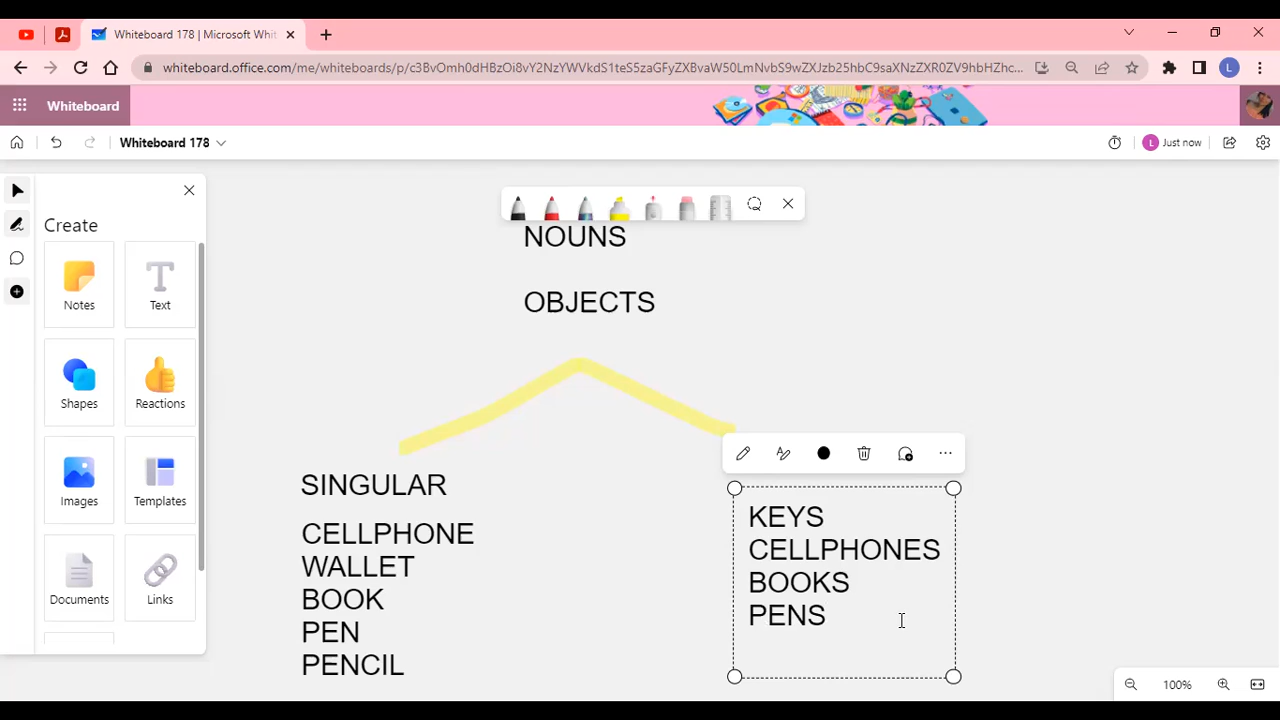 Whiteboard 178 | Microsoft Whit
whiteboard.office.com/me/whiteboards/p/c3BvOmh0dHBzOi8vY2NzYWVkdS1teS5zaGFyZXBvaW50LmNvbS9wZXJzb25hbC9saXNzZXR0ZV9hbHZhc...
L
Whiteboard
Whiteboard 178
L Just now
Create
Notes
Text
Shapes
Reactions
Images
Templates
Documents
Links
NOUNS
OBJECTS
SINGULAR
CELLPHONE
WALLET
BOOK
PEN
PENCIL
KEYS
CELLPHONES
BOOKS
PENS
100%